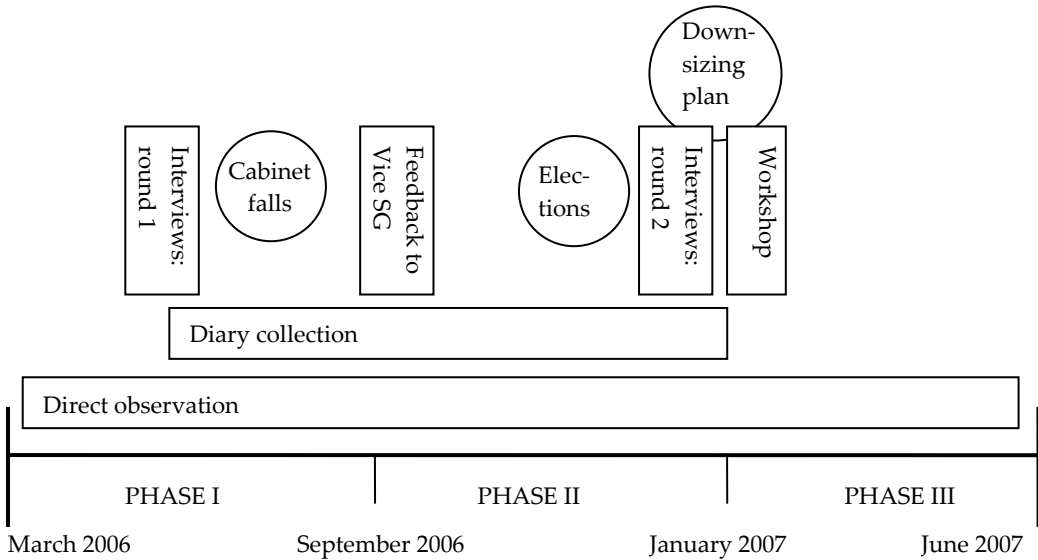 Down-
sizing
plan
Interviews:
round 1
Cabinet
falls
Feedback to
Vice SG
Elec-
tions
Interviews:
round 2
Workshop
Diary collection
Direct observation
PHASE I
PHASE II
PHASE III
March 2006
September 2006
January 2007
June 2007